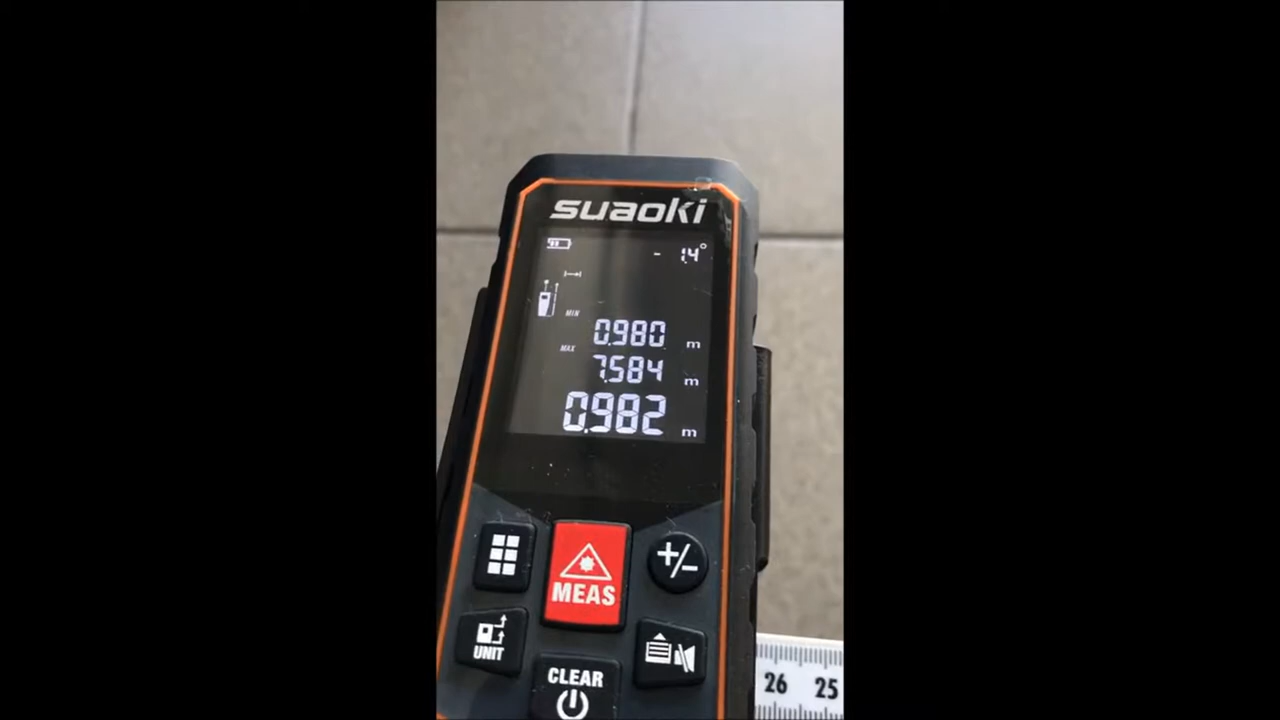 suaoki
- 1.4°
MIN
0.980 m
MAX
7.584 m
0.982 m
+/-
MEAS
UNIT
CLEAR
26 25